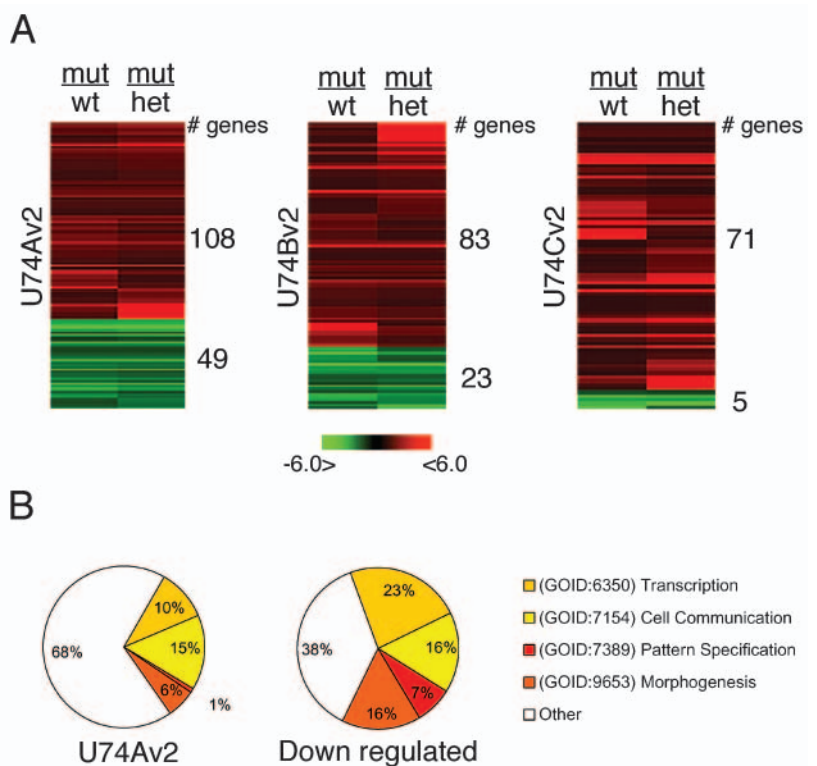 A
mut mut
wt het
# genes
U74Av2
108
49
mut mut
wt het
# genes
U74Bv2
83
23
mut mut
wt het
# genes
U74Cv2
71
5
-6.0> <6.0
B
10%
15%
1%
6%
68%
U74Av2
23%
16%
7%
16%
38%
Down regulated
(GOID:6350) Transcription
(GOID:7154) Cell Communication
(GOID:7389) Pattern Specification
(GOID:9653) Morphogenesis
Other